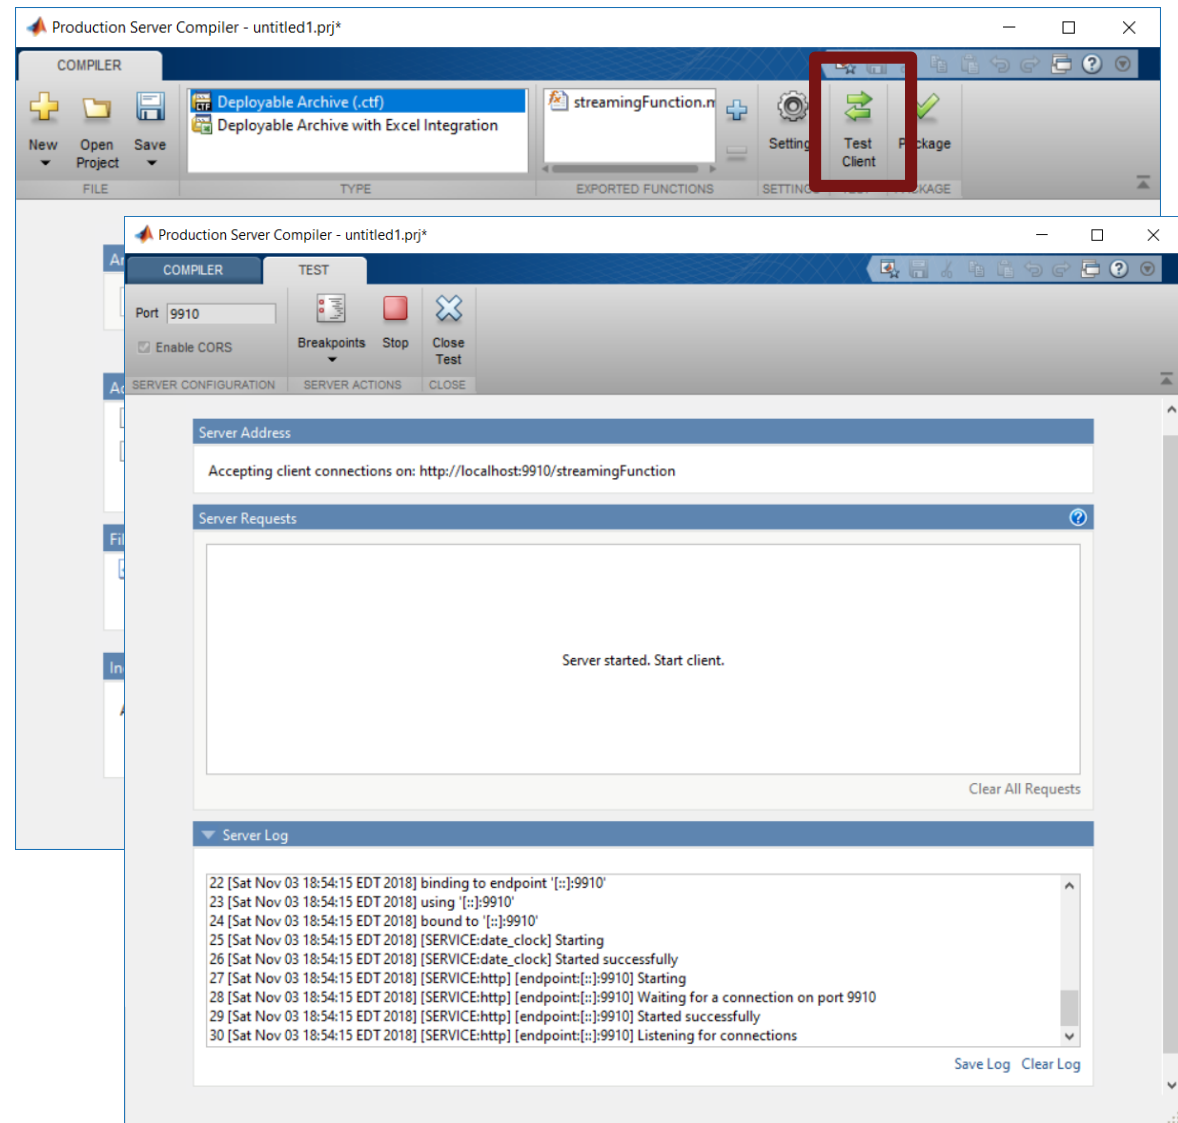 Production Server Compiler - untitled1.prj*
COMPILER
New
Open Project
Save
FILE
Deployable Archive (.ctf)
Deployable Archive with Excel Integration
TYPE
streamingFunction.m
EXPORTED FUNCTIONS
Setting
SETTING
Test Client
Package
Production Server Compiler - untitled1.prj*
COMPILER
TEST
Port 9910
Enable CORS
SERVER CONFIGURATION
Breakpoints
Stop
SERVER ACTIONS
Close Test
CLOSE
Server Address
Accepting client connections on: http://localhost:9910/streamingFunction
Server Requests
Server started. Start client.
Clear All Requests
Server Log
22 [Sat Nov 03 18:54:15 EDT 2018] binding to endpoint '[::]:9910'
23 [Sat Nov 03 18:54:15 EDT 2018] using '[::]:9910'
24 [Sat Nov 03 18:54:15 EDT 2018] bound to '[::]:9910'
25 [Sat Nov 03 18:54:15 EDT 2018] [SERVICE:date_clock] Starting
26 [Sat Nov 03 18:54:15 EDT 2018] [SERVICE:date_clock] Started successfully
27 [Sat Nov 03 18:54:15 EDT 2018] [SERVICE:http] [endpoint:[::]:9910] Starting
28 [Sat Nov 03 18:54:15 EDT 2018] [SERVICE:http] [endpoint:[::]:9910] Waiting for a connection on port 9910
29 [Sat Nov 03 18:54:15 EDT 2018] [SERVICE:http] [endpoint:[::]:9910] Started successfully
30 [Sat Nov 03 18:54:15 EDT 2018] [SERVICE:http] [endpoint:[::]:9910] Listening for connections
Save Log Clear Log